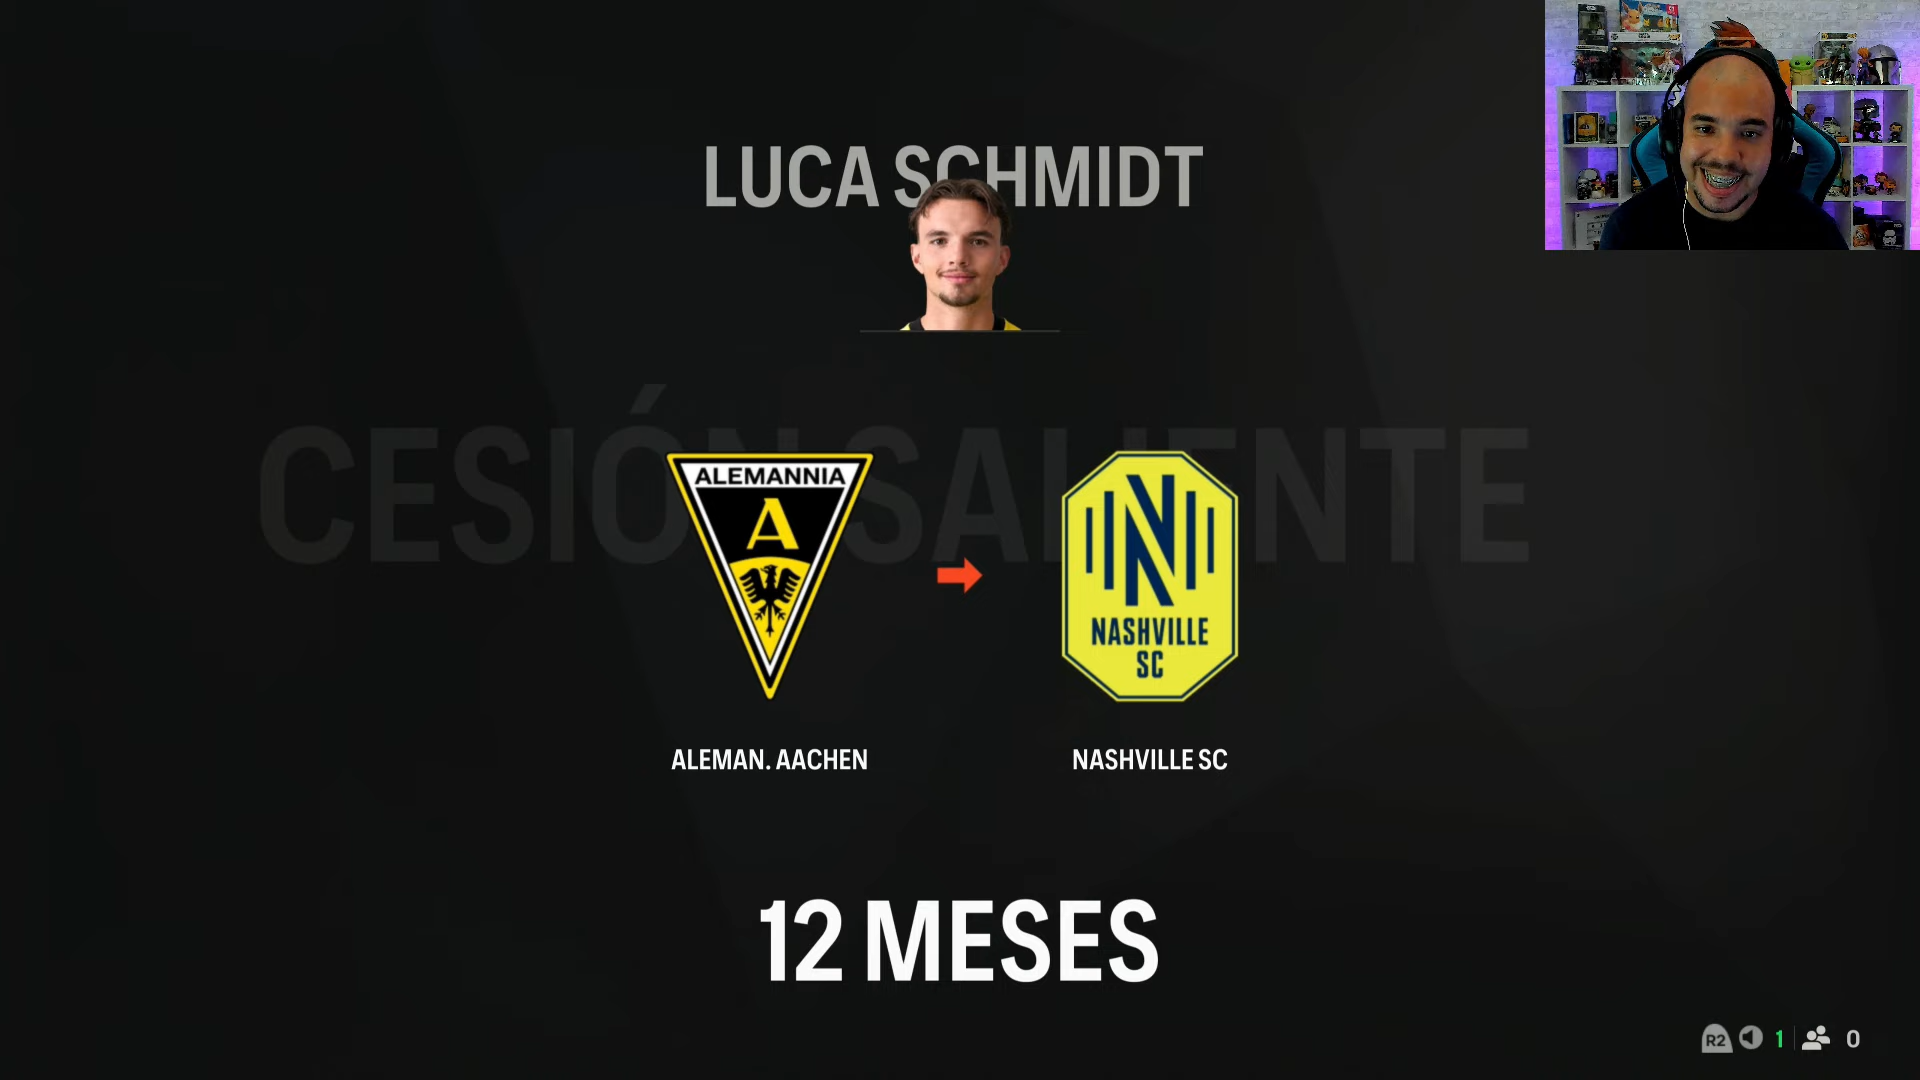 LUCA SCHMIDT
CESIÓN SALIENTE
ALEMANNIA
A
N
NASHVILLE
SC
ALEMAN. AACHEN
NASHVILLE SC
12 MESES
R2 1 0